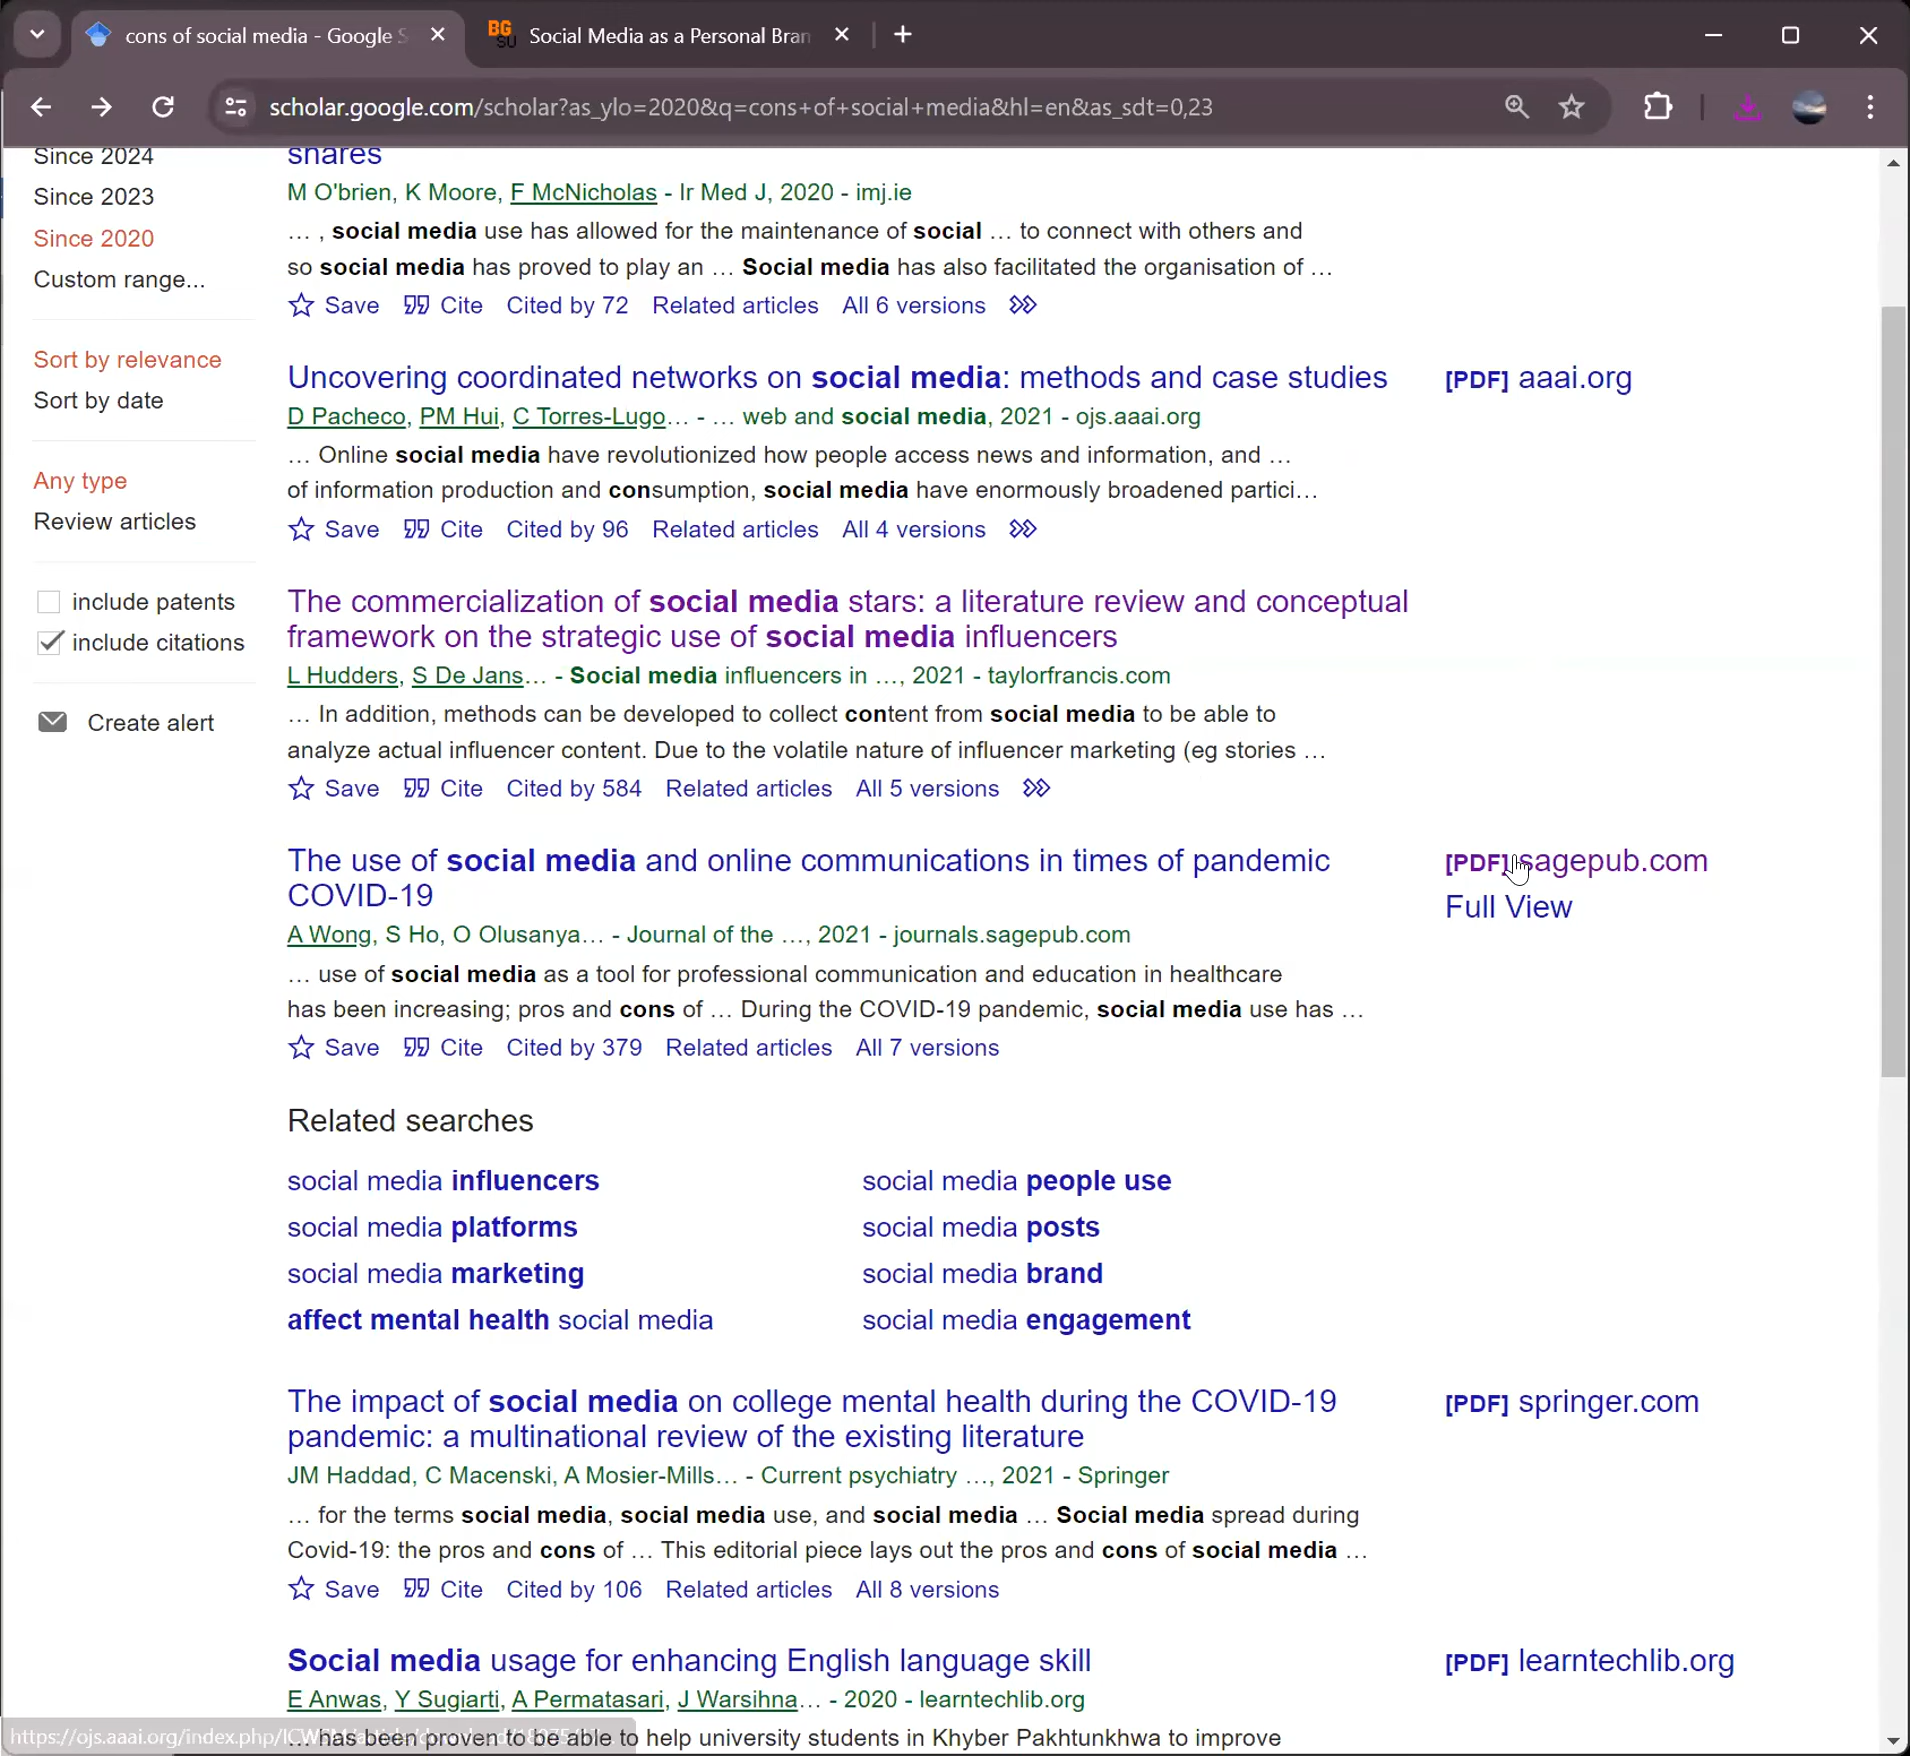 cons of social media - Google S
BGSU Social Media as a Personal Bran
scholar.google.com/scholar?as_ylo=2020&q=cons+of+social+media&hl=en&as_sdt=0,23
Since 2024
Since 2023
Since 2020
Custom range...
Sort by relevance
Sort by date
Any type
Review articles
include patents
include citations
Create alert
shares
M O'brien, K Moore, F McNicholas - Ir Med J, 2020 - imj.ie
… , social media use has allowed for the maintenance of social … to connect with others and
so social media has proved to play an … Social media has also facilitated the organisation of …
Save Cite Cited by 72 Related articles All 6 versions
Uncovering coordinated networks on social media: methods and case studies
[PDF] aaai.org
D Pacheco, PM Hui, C Torres-Lugo… - … web and social media, 2021 - ojs.aaai.org
… Online social media have revolutionized how people access news and information, and …
of information production and consumption, social media have enormously broadened partici…
Save Cite Cited by 96 Related articles All 4 versions
The commercialization of social media stars: a literature review and conceptual
framework on the strategic use of social media influencers
L Hudders, S De Jans… - Social media influencers in …, 2021 - taylorfrancis.com
… In addition, methods can be developed to collect content from social media to be able to
analyze actual influencer content. Due to the volatile nature of influencer marketing (eg stories …
Save Cite Cited by 584 Related articles All 5 versions
The use of social media and online communications in times of pandemic
COVID-19
[PDF] sagepub.com
Full View
A Wong, S Ho, O Olusanya… - Journal of the …, 2021 - journals.sagepub.com
… use of social media as a tool for professional communication and education in healthcare
has been increasing; pros and cons of … During the COVID-19 pandemic, social media use has …
Save Cite Cited by 379 Related articles All 7 versions
Related searches
social media influencers
social media people use
social media platforms
social media posts
social media marketing
social media brand
affect mental health social media
social media engagement
The impact of social media on college mental health during the COVID-19
pandemic: a multinational review of the existing literature
[PDF] springer.com
JM Haddad, C Macenski, A Mosier-Mills… - Current psychiatry …, 2021 - Springer
… for the terms social media, social media use, and social media … Social media spread during
Covid-19: the pros and cons of … This editorial piece lays out the pros and cons of social media …
Save Cite Cited by 106 Related articles All 8 versions
Social media usage for enhancing English language skill
[PDF] learntechlib.org
E Anwas, Y Sugiarti, A Permatasari, J Warsihna… - 2020 - learntechlib.org
… has been proven to be able to help university students in Khyber Pakhtunkhwa to improve
https://ojs.aaai.org/index.php/